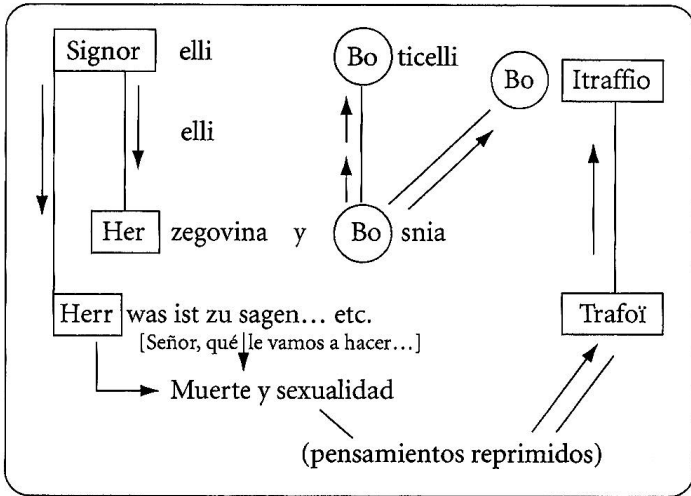 Signor elli Bo ticelli Bo Itraffio
elli
Her zegovina y Bo snia
Herr was ist zu sagen... etc. Trafoï
[Señor, qué le vamos a hacer...]
Muerte y sexualidad
(pensamientos reprimidos)